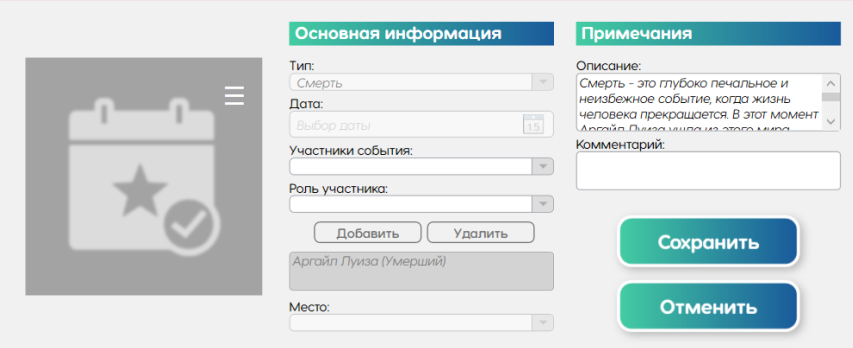 Основная информация
Тип:
Смерть
Дата:
Выбор даты
15
Участники события:
Роль участника:
Добавить
Удалить
Аргайл Луиза (Умерший)
Место:
Примечания
Описание:
Смерть - это глубоко печальное и
неизбежное событие, когда жизнь
человека прекращается. В этот момент
Аргайл Луиза ушла из этого мира
Комментарий:
Сохранить
Отменить